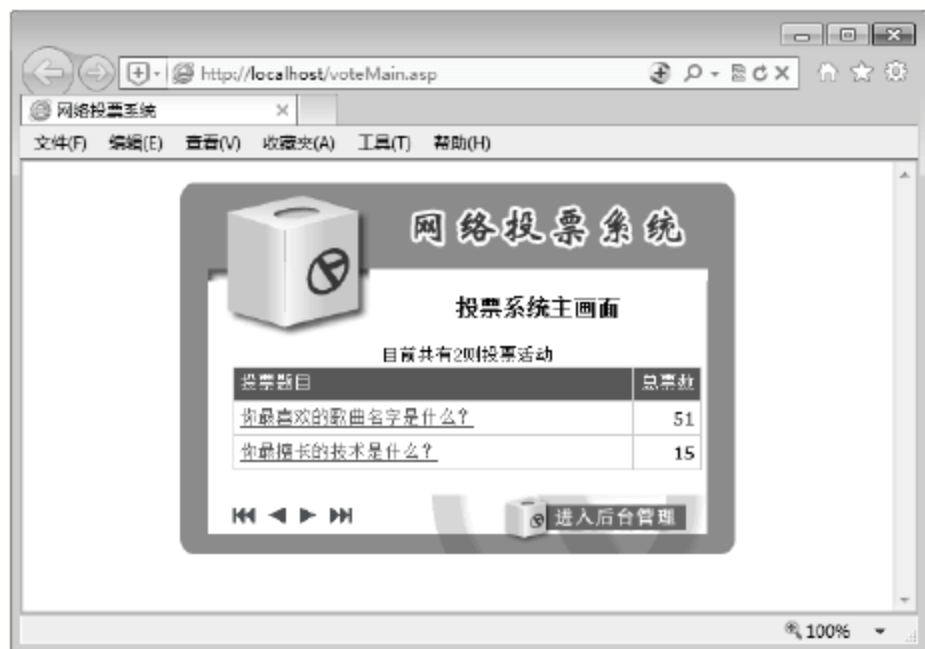 http://localhost/voteMain.asp
网络投票系统
文件(F) 编辑(E) 查看(V) 收藏夹(A) 工具(T) 帮助(H)
网络投票系统
投票系统主画面
目前共有2则投票活动
投票题目 总票数
你最喜欢的歌曲名字是什么? 51
你最擅长的技术是什么? 15
进入后台管理
100%